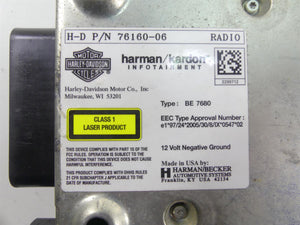 H-D P/N 76160-06 RADIO
MOTOR
HARLEY-DAVIDSON
CYCLES
harman/kardon
INFOTAINMENT
Harley-Davidson Motor Co., Inc
Milwaukee, WI 53201
Type: BE 7680
CLASS 1
LASER PRODUCT
EEC Type Approval Number:
e1*97/24*2005/30/8/IX*0547*02
12 Volt Negative Ground
THIS DEVICE COMPLIES WITH PART 15 OF THE
FCC RULES. OPERATION IS SUBJECT TO THE
CONDITION THAT THIS DEVICE DOES NOT CAUSE
HARMFUL INTERFERENCE.
THIS PRODUCT COMPLIES WITH DHHS RULES
21 CFR SUBCHAPTER J APPLICABLE AT DATE
OF MANUFACTURE.
Made in USA by:
HARMAN/BECKER
AUTOMOTIVE SYSTEMS
Franklin, KY USA 42134